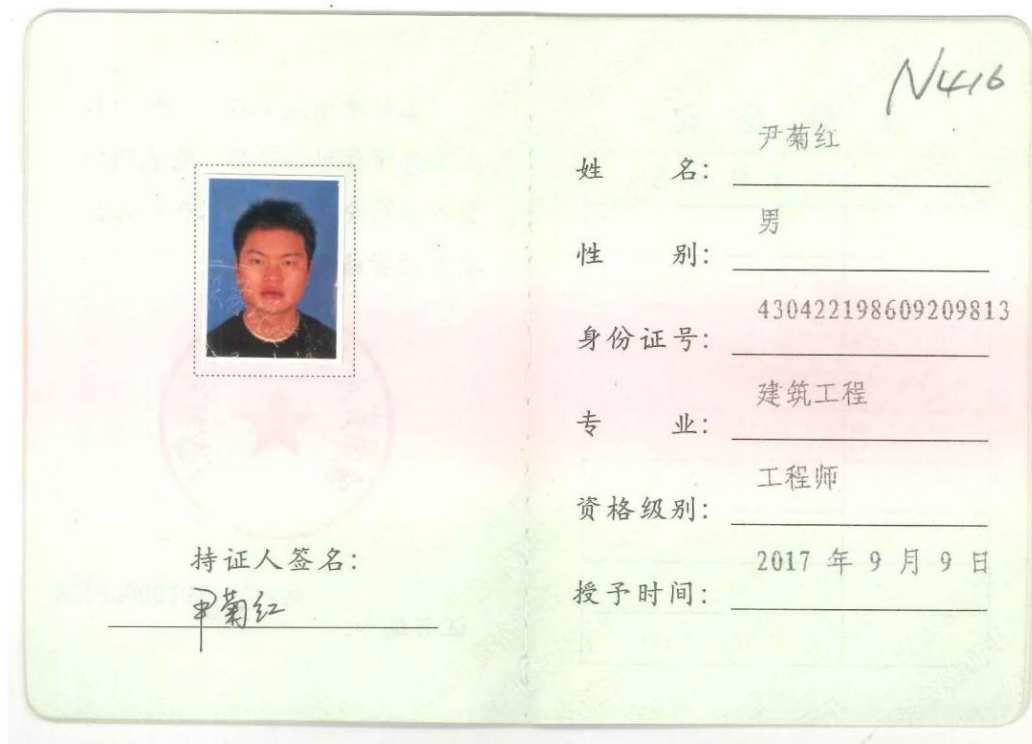 N416
姓 名: 尹菊红
性 别: 男
身份证号: 430422198609209813
专 业: 建筑工程
资格级别: 工程师
授予时间: 2017 年 9 月 9 日
持证人签名:
尹菊红